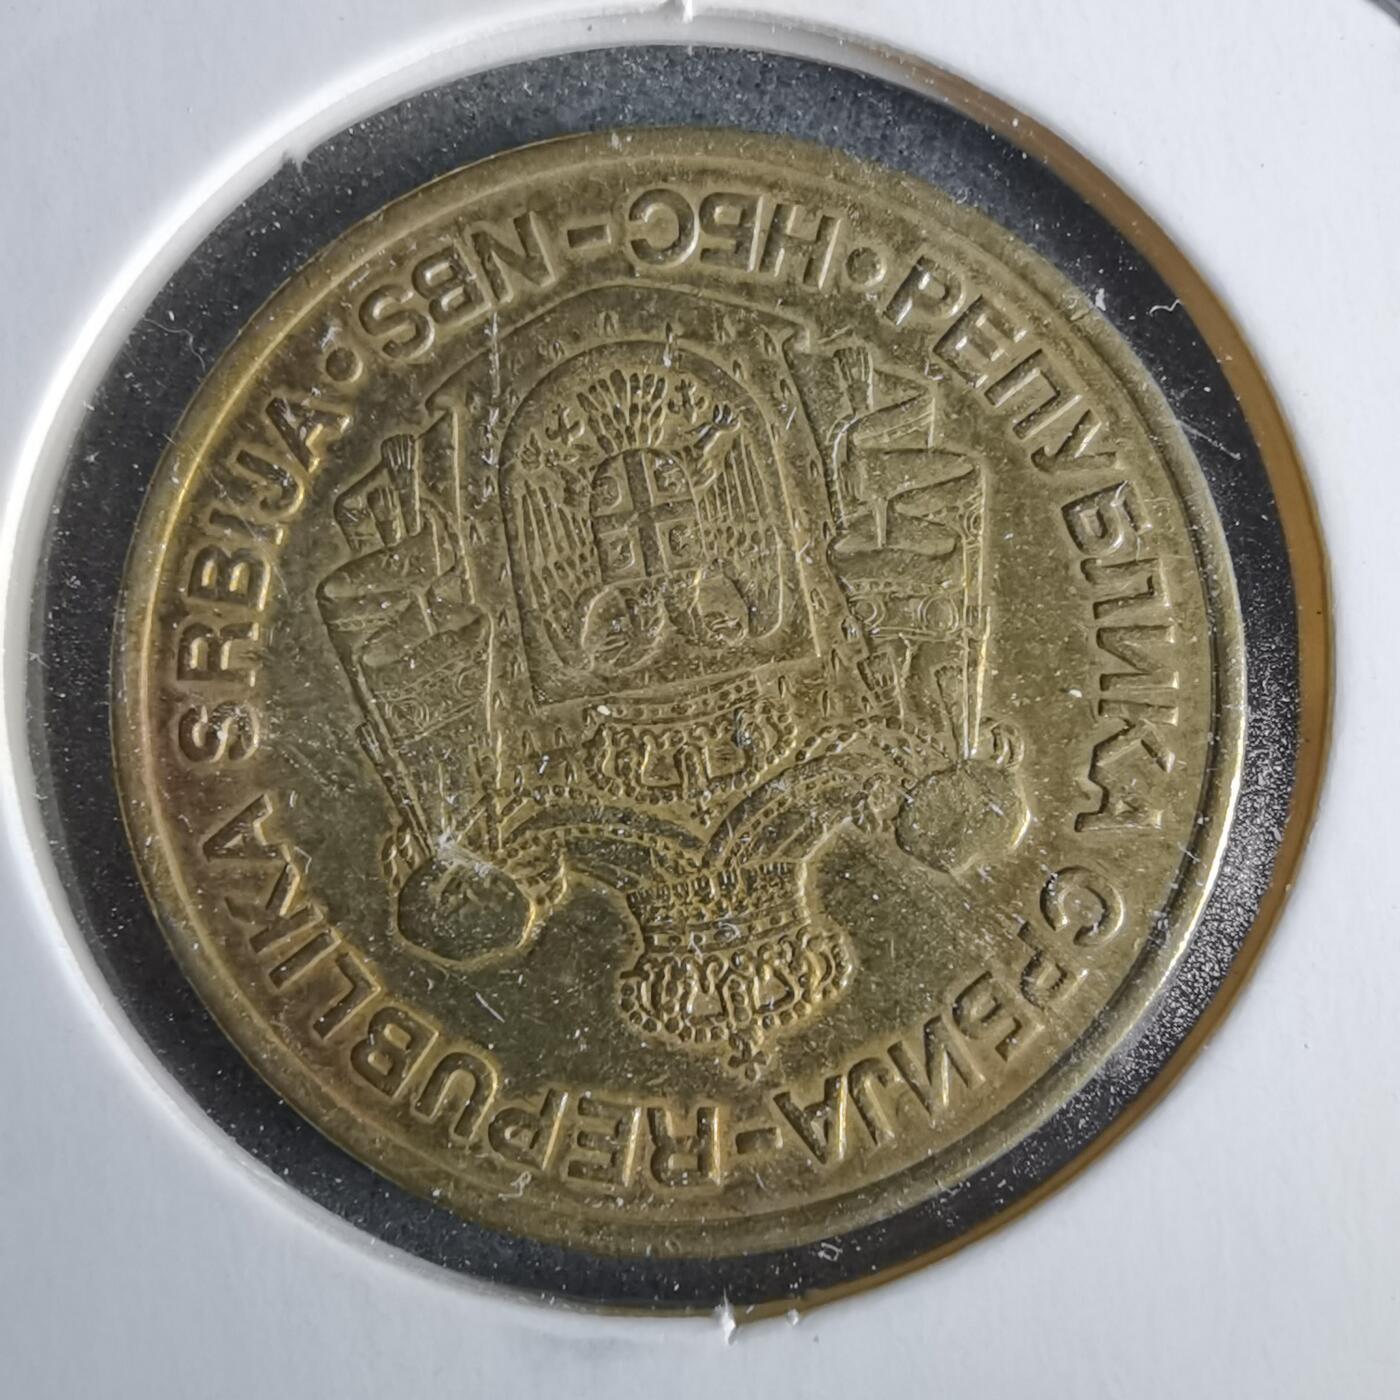 РЕПУБЛИКА СРБИЈА - REPUBLIKA SRBIJA
• NBS - НБС •